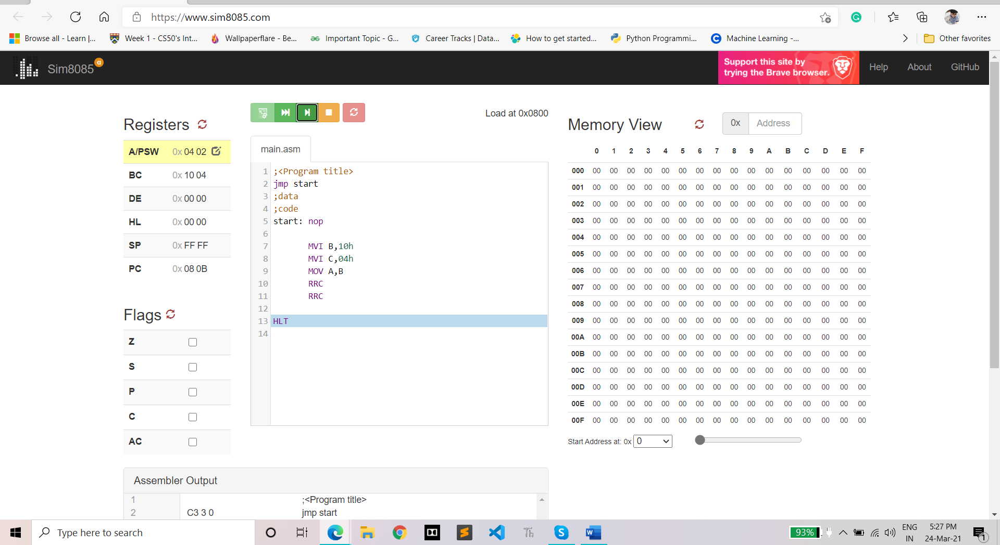 https://www.sim8085.com
Browse all - Learn |...
Week 1 - CS50's Int...
Wallpaperflare - Be...
Important Topic - G...
Career Tracks | Data...
How to get started...
Python Programmi...
Machine Learning -...
Other favorites
Sim8085 α
Support this site by
trying the Brave browser.
Help
About
GitHub
Registers
A/PSW 0x 04 02
BC 0x 10 04
DE 0x 00 00
HL 0x 00 00
SP 0x FF FF
PC 0x 08 0B
Flags
Z
S
P
C
AC
Load at 0x0800
main.asm
1 ;<Program title>
2 jmp start
3 ;data
4 ;code
5 start: nop
6
7 MVI B,10h
8 MVI C,04h
9 MOV A,B
10 RRC
11 RRC
12
13 HLT
14
Assembler Output
1 ;<Program title>
2 C3 3 0 jmp start
Memory View
0x Address
0 1 2 3 4 5 6 7 8 9 A B C D E F
000 00 00 00 00 00 00 00 00 00 00 00 00 00 00 00 00
001 00 00 00 00 00 00 00 00 00 00 00 00 00 00 00 00
002 00 00 00 00 00 00 00 00 00 00 00 00 00 00 00 00
003 00 00 00 00 00 00 00 00 00 00 00 00 00 00 00 00
004 00 00 00 00 00 00 00 00 00 00 00 00 00 00 00 00
005 00 00 00 00 00 00 00 00 00 00 00 00 00 00 00 00
006 00 00 00 00 00 00 00 00 00 00 00 00 00 00 00 00
007 00 00 00 00 00 00 00 00 00 00 00 00 00 00 00 00
008 00 00 00 00 00 00 00 00 00 00 00 00 00 00 00 00
009 00 00 00 00 00 00 00 00 00 00 00 00 00 00 00 00
00A 00 00 00 00 00 00 00 00 00 00 00 00 00 00 00 00
00B 00 00 00 00 00 00 00 00 00 00 00 00 00 00 00 00
00C 00 00 00 00 00 00 00 00 00 00 00 00 00 00 00 00
00D 00 00 00 00 00 00 00 00 00 00 00 00 00 00 00 00
00E 00 00 00 00 00 00 00 00 00 00 00 00 00 00 00 00
00F 00 00 00 00 00 00 00 00 00 00 00 00 00 00 00 00
Start Address at: 0x 0
Type here to search
Th
93%
ENG
IN
5:27 PM
24-Mar-21
1